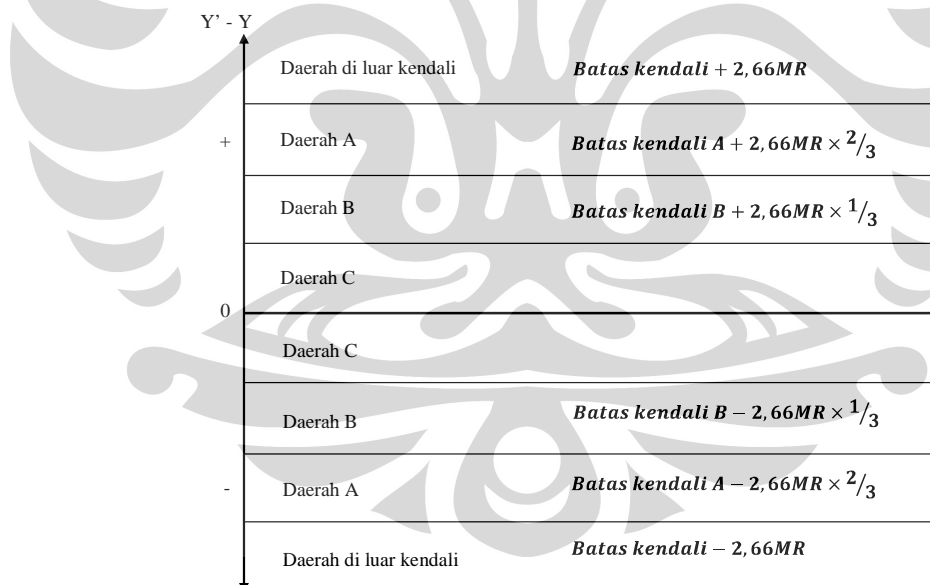 Y’ - Y
Daerah di luar kendali Batas kendali + 2,66MR
+ Daerah A Batas kendali A + 2,66MR × 2/3
Daerah B Batas kendali B + 2,66MR × 1/3
Daerah C
0
Daerah C
Daerah B Batas kendali B − 2,66MR × 1/3
- Daerah A Batas kendali A − 2,66MR × 2/3
Daerah di luar kendali Batas kendali − 2,66MR